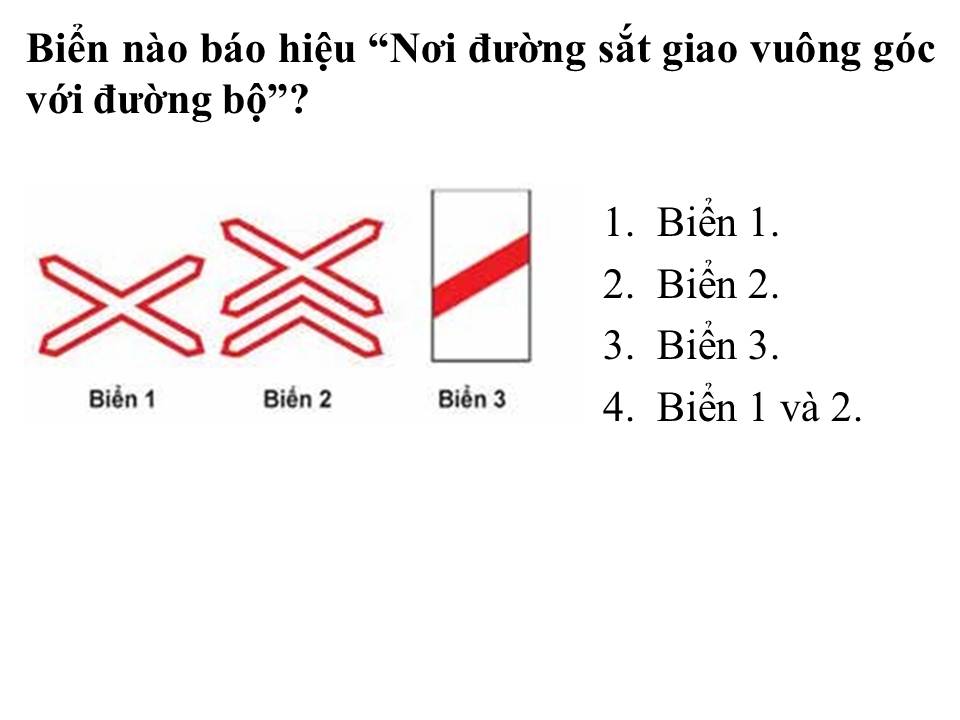 Biển nào báo hiệu “Nơi đường sắt giao vuông góc
với đường bộ”?
Biển 1
Biển 2
Biển 3
1. Biển 1.
2. Biển 2.
3. Biển 3.
4. Biển 1 và 2.